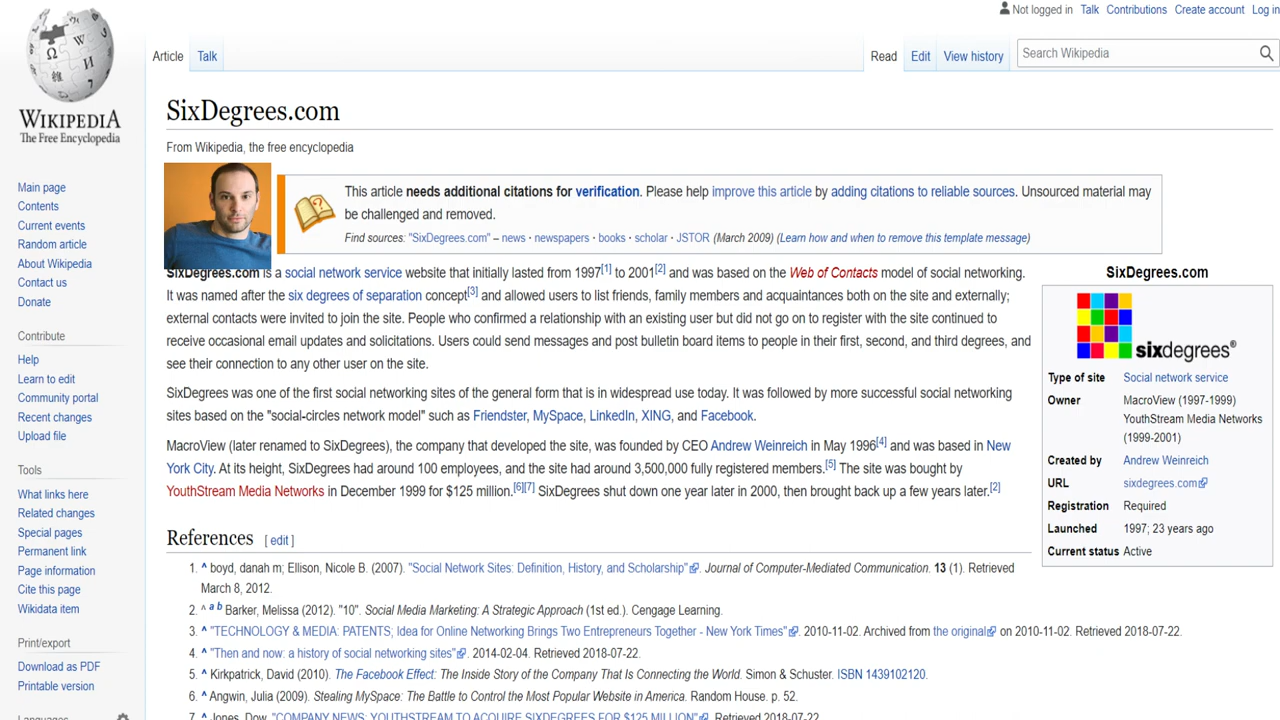 Not logged in Talk Contributions Create account Log in
Article Talk Read Edit View history Search Wikipedia
WIKIPEDIA
The Free Encyclopedia
SixDegrees.com
From Wikipedia, the free encyclopedia
Main page
Contents
Current events
Random article
About Wikipedia
Contact us
Donate
Contribute
Help
Learn to edit
Community portal
Recent changes
Upload file
Tools
What links here
Related changes
Special pages
Permanent link
Page information
Cite this page
Wikidata item
Print/export
Download as PDF
Printable version
Languages
This article needs additional citations for verification. Please help improve this article by adding citations to reliable sources. Unsourced material may
be challenged and removed.
Find sources: "SixDegrees.com" – news · newspapers · books · scholar · JSTOR (March 2009) (Learn how and when to remove this template message)
SixDegrees.com is a social network service website that initially lasted from 1997[1] to 2001[2] and was based on the Web of Contacts model of social networking.
It was named after the six degrees of separation concept[3] and allowed users to list friends, family members and acquaintances both on the site and externally;
external contacts were invited to join the site. People who confirmed a relationship with an existing user but did not go on to register with the site continued to
receive occasional email updates and solicitations. Users could send messages and post bulletin board items to people in their first, second, and third degrees, and
see their connection to any other user on the site.
SixDegrees was one of the first social networking sites of the general form that is in widespread use today. It was followed by more successful social networking
sites based on the "social-circles network model" such as Friendster, MySpace, LinkedIn, XING, and Facebook.
MacroView (later renamed to SixDegrees), the company that developed the site, was founded by CEO Andrew Weinreich in May 1996[4] and was based in New
York City. At its height, SixDegrees had around 100 employees, and the site had around 3,500,000 fully registered members.[5] The site was bought by
YouthStream Media Networks in December 1999 for $125 million.[6][7] SixDegrees shut down one year later in 2000, then brought back up a few years later.[2]
SixDegrees.com
sixdegrees®
Type of site Social network service
Owner MacroView (1997-1999)
YouthStream Media Networks
(1999-2001)
Created by Andrew Weinreich
URL sixdegrees.com
Registration Required
Launched 1997; 23 years ago
Current status Active
References [ edit ]
1. ^ boyd, danah m; Ellison, Nicole B. (2007). "Social Network Sites: Definition, History, and Scholarship". Journal of Computer-Mediated Communication. 13 (1). Retrieved
March 8, 2012.
2. ^ a b Barker, Melissa (2012). "10". Social Media Marketing: A Strategic Approach (1st ed.). Cengage Learning.
3. ^ "TECHNOLOGY & MEDIA: PATENTS; Idea for Online Networking Brings Two Entrepreneurs Together - New York Times". 2010-11-02. Archived from the original on 2010-11-02. Retrieved 2018-07-22.
4. ^ "Then and now: a history of social networking sites". 2014-02-04. Retrieved 2018-07-22.
5. ^ Kirkpatrick, David (2010). The Facebook Effect: The Inside Story of the Company That Is Connecting the World. Simon & Schuster. ISBN 1439102120.
6. ^ Angwin, Julia (2009). Stealing MySpace: The Battle to Control the Most Popular Website in America. Random House. p. 52.
7. ^ Jones, Dow. "COMPANY NEWS: YOUTHSTREAM TO ACQUIRE SIXDEGREES FOR $125 MILLION". Retrieved 2018-07-22